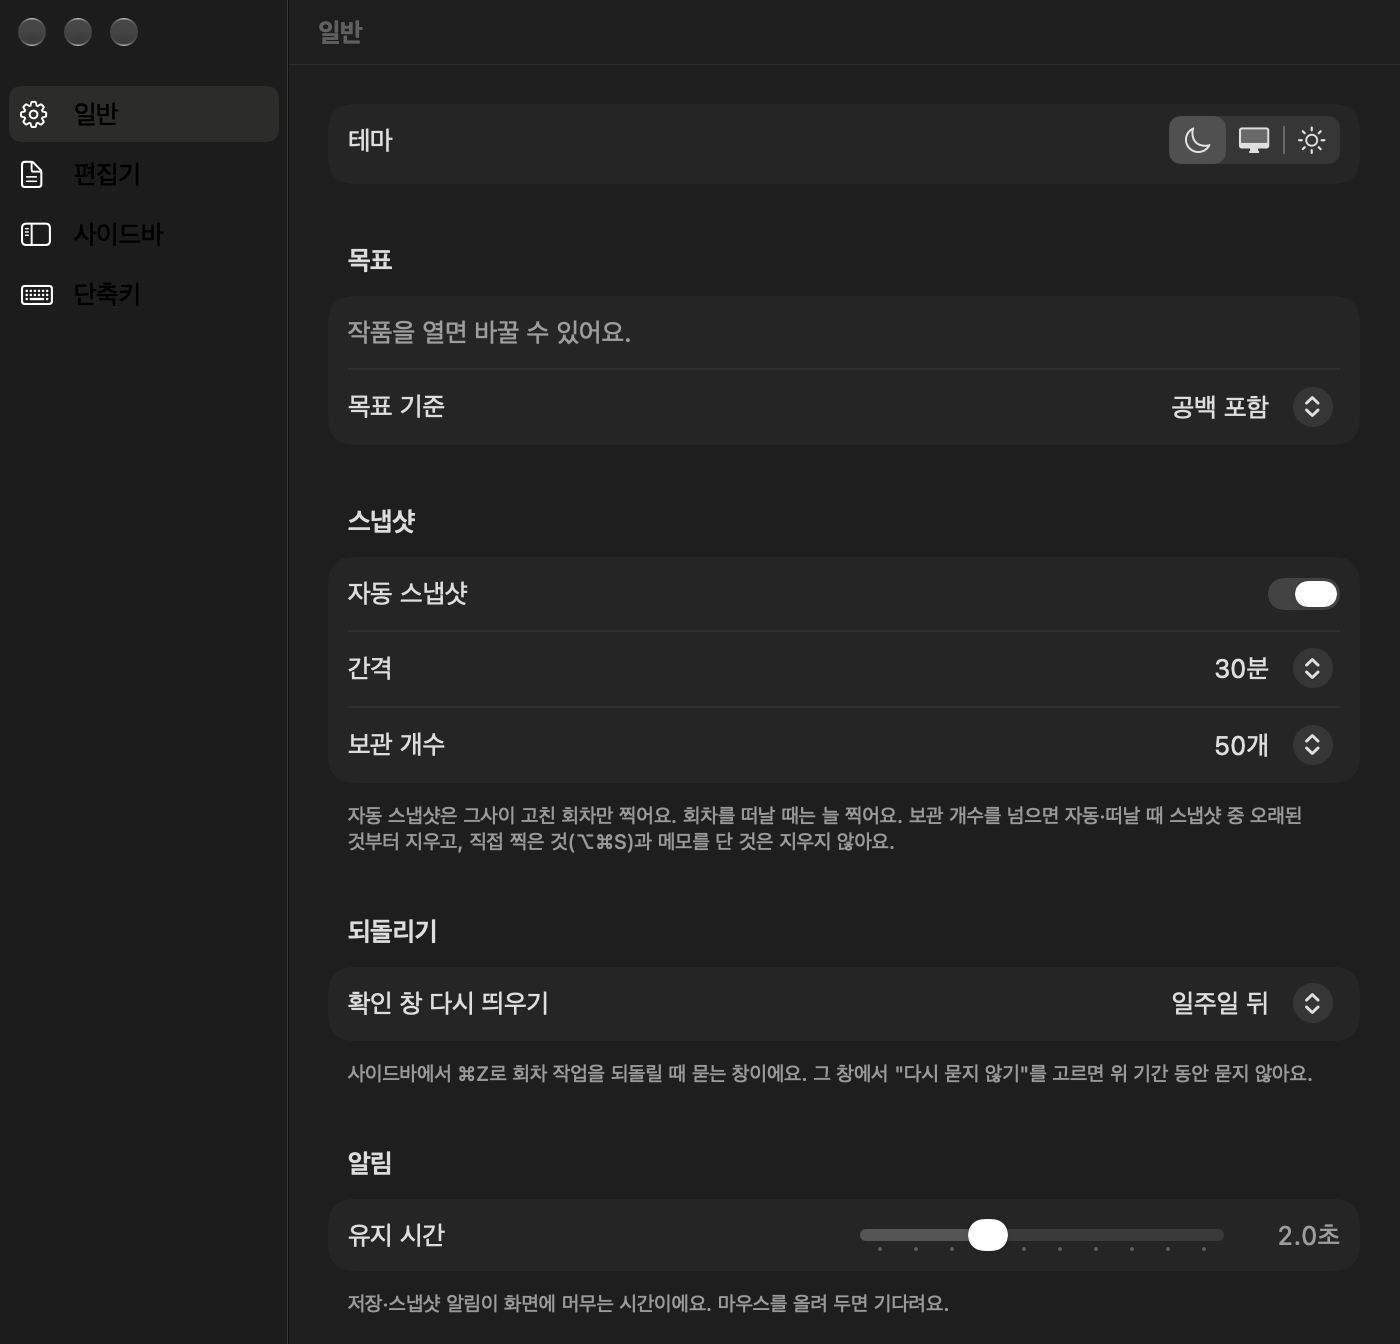 일반
일반
편집기
사이드바
단축키
테마
목표
작품을 열면 바꿀 수 있어요.
목표 기준 공백 포함
스냅샷
자동 스냅샷
간격 30분
보관 개수 50개
자동 스냅샷은 그사이 고친 회차만 찍어요. 회차를 떠날 때는 늘 찍어요. 보관 개수를 넘으면 자동·떠날 때 스냅샷 중 오래된
것부터 지우고, 직접 찍은 것(⌥⌘S)과 메모를 단 것은 지우지 않아요.
되돌리기
확인 창 다시 띄우기 일주일 뒤
사이드바에서 ⌘Z로 회차 작업을 되돌릴 때 묻는 창이에요. 그 창에서 "다시 묻지 않기"를 고르면 위 기간 동안 묻지 않아요.
알림
유지 시간 2.0초
저장·스냅샷 알림이 화면에 머무는 시간이에요. 마우스를 올려 두면 기다려요.